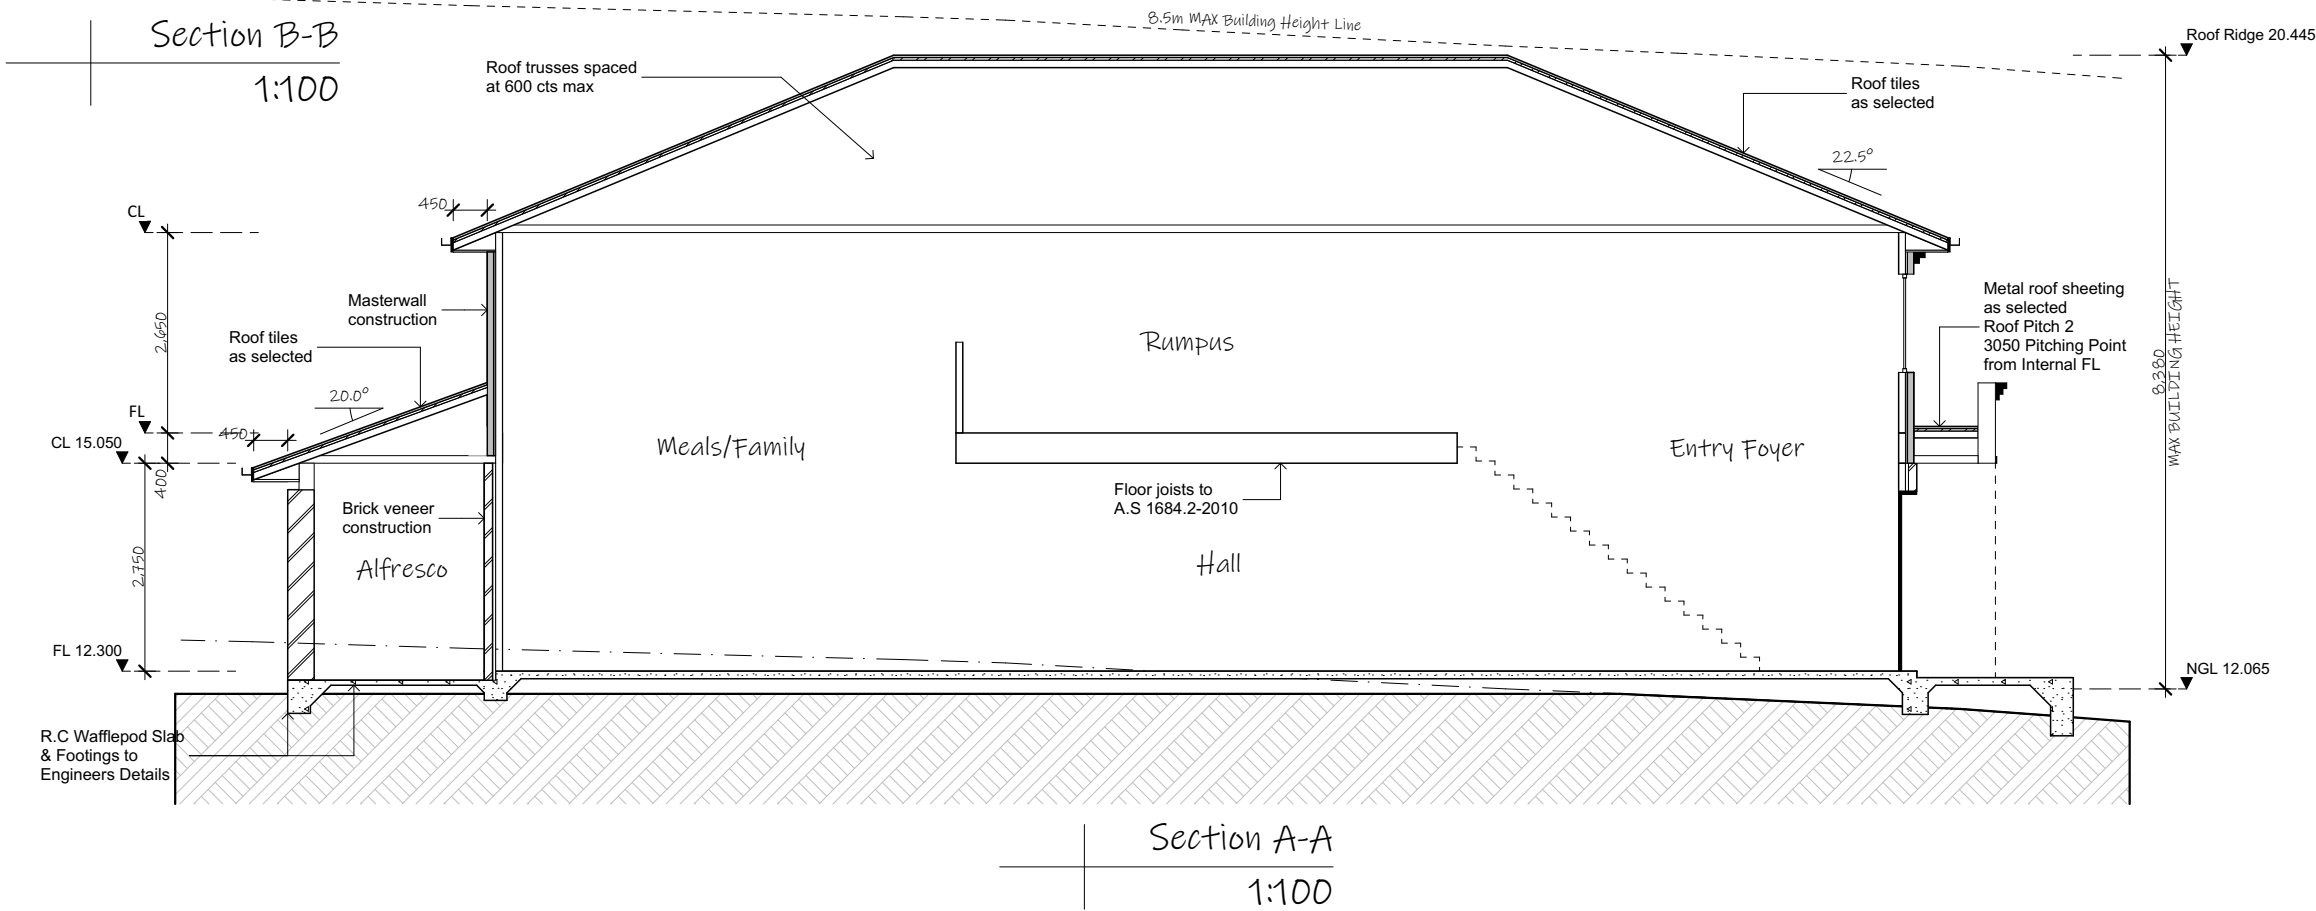 Section B-B
1:100
8.5m MAX Building Height Line
Roof Ridge 20.445
Roof trusses spaced
at 600 cts max
Roof tiles
as selected
22.5°
450
CL
2,650
Masterwall
construction
Roof tiles
as selected
20.0°
FL
450
CL 15.050
400
Rumpus
Meals/Family
Entry Foyer
Metal roof sheeting
as selected
Roof Pitch 2
3050 Pitching Point
from Internal FL
8,380
MAX BUILDING HEIGHT
Floor joists to
A.S 1684.2-2010
Brick veneer
construction
Alfresco
Hall
2,750
FL 12.300
NGL 12.065
R.C Wafflepod Slab
& Footings to
Engineers Details
Section A-A
1:100